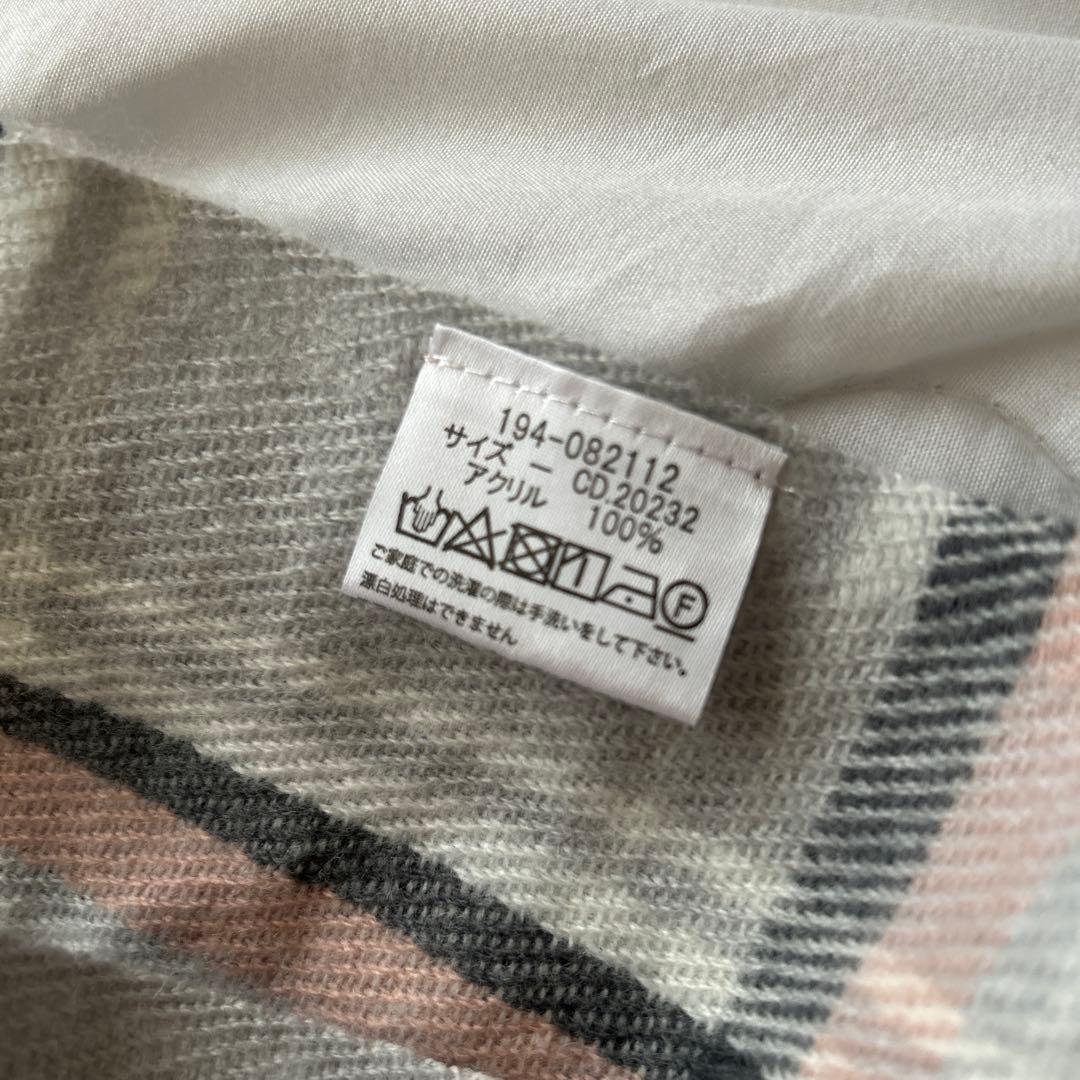 194-082112
サイズ － CD.20232
アクリル 100%
F
ご家庭での洗濯の際は手洗いをして下さい。
漂白処理はできません